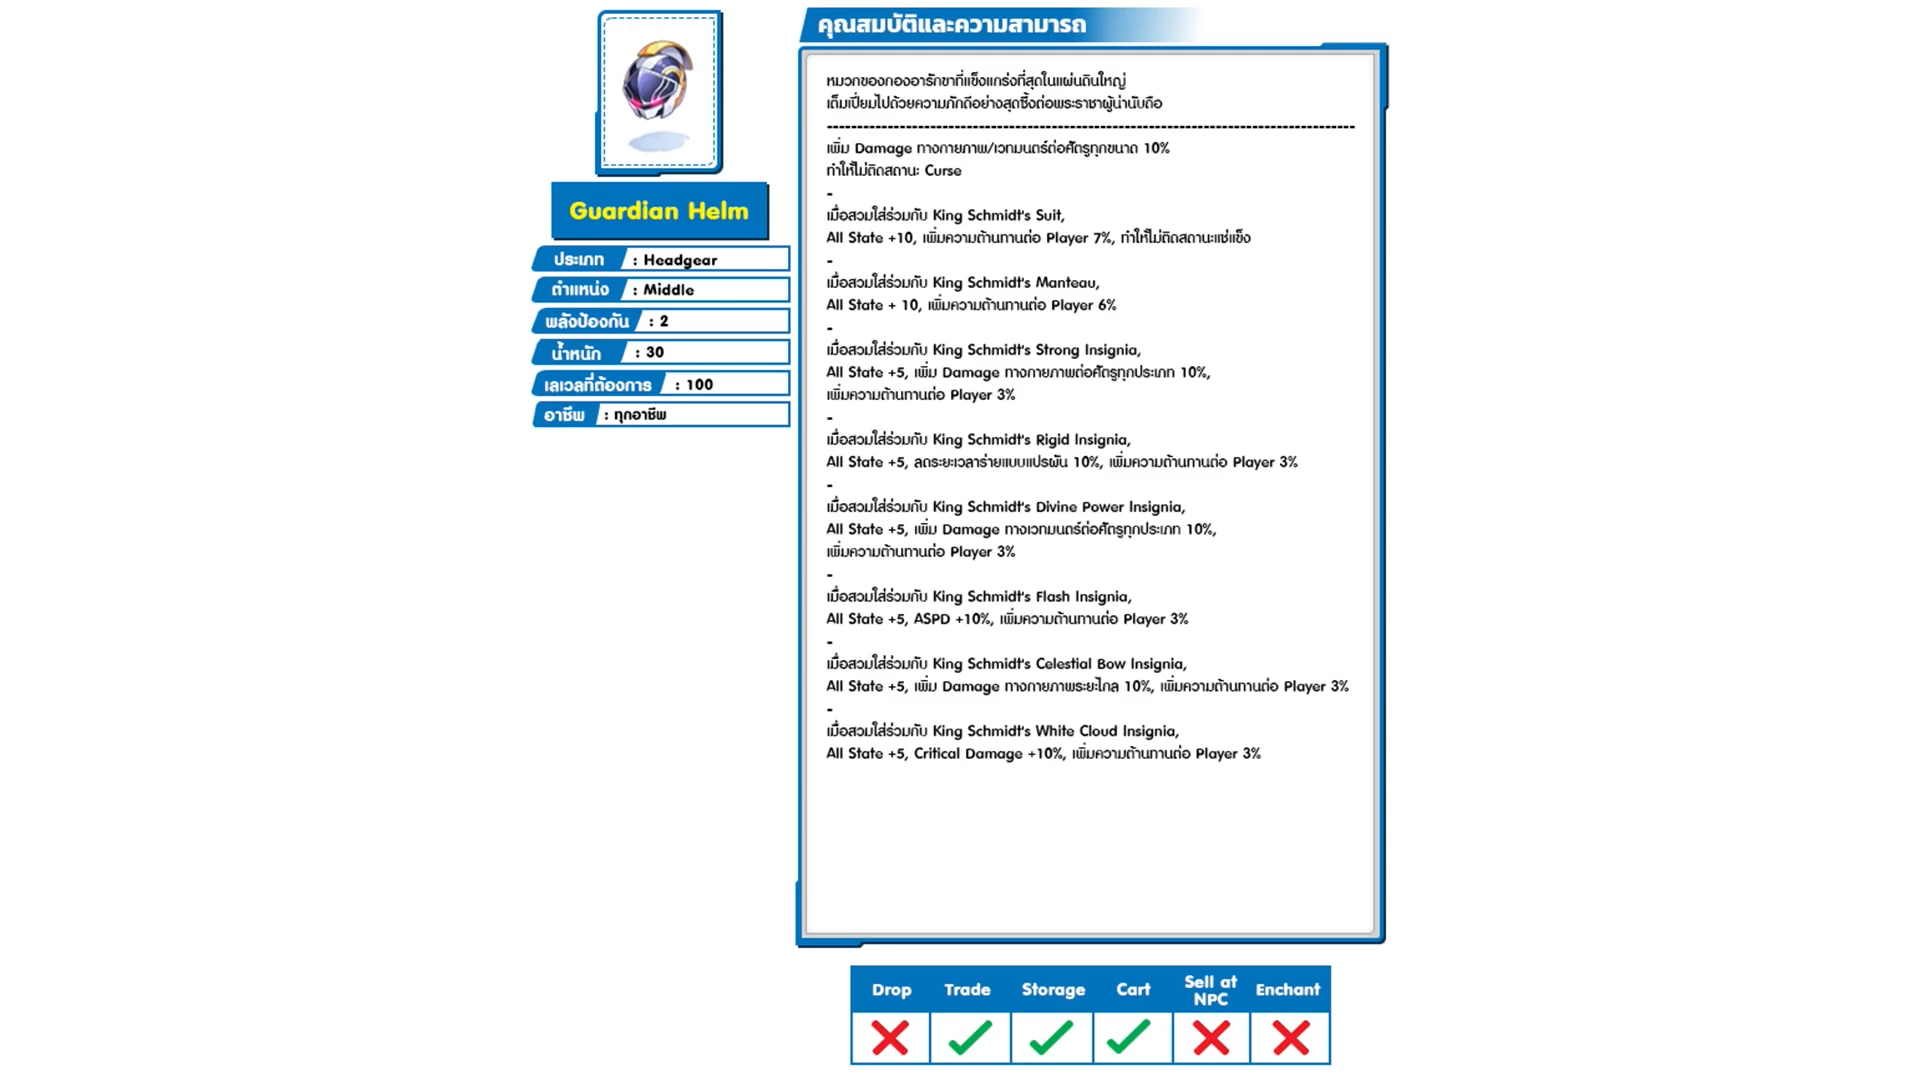 Guardian Helm
ประเภท : Headgear
ตำแหน่ง : Middle
พลังป้องกัน : 2
น้ำหนัก : 30
เลเวลที่ต้องการ : 100
อาชีพ : ทุกอาชีพ
คุณสมบัติและความสามารถ
หมวกของกองอารักขาที่แข็งแกร่งที่สุดในแผ่นดินใหญ่
เต็มเปี่ยมไปด้วยความภักดีอย่างสุดซึ้งต่อพระราชาผู้น่านับถือ
----------------------------------------------------------------------------------------
เพิ่ม Damage ทางกายภาพ/เวทมนตร์ต่อศัตรูทุกขนาด 10%
ทำให้ไม่ติดสถานะ Curse
-
เมื่อสวมใส่ร่วมกับ King Schmidt's Suit,
All State +10, เพิ่มความต้านทานต่อ Player 7%, ทำให้ไม่ติดสถานะแช่แข็ง
-
เมื่อสวมใส่ร่วมกับ King Schmidt's Manteau,
All State + 10, เพิ่มความต้านทานต่อ Player 6%
-
เมื่อสวมใส่ร่วมกับ King Schmidt's Strong Insignia,
All State +5, เพิ่ม Damage ทางกายภาพต่อศัตรูทุกประเภท 10%,
เพิ่มความต้านทานต่อ Player 3%
-
เมื่อสวมใส่ร่วมกับ King Schmidt's Rigid Insignia,
All State +5, ลดระยะเวลาร่ายแบบแปรผัน 10%, เพิ่มความต้านทานต่อ Player 3%
-
เมื่อสวมใส่ร่วมกับ King Schmidt's Divine Power Insignia,
All State +5, เพิ่ม Damage ทางเวทมนตร์ต่อศัตรูทุกประเภท 10%,
เพิ่มความต้านทานต่อ Player 3%
-
เมื่อสวมใส่ร่วมกับ King Schmidt's Flash Insignia,
All State +5, ASPD +10%, เพิ่มความต้านทานต่อ Player 3%
-
เมื่อสวมใส่ร่วมกับ King Schmidt's Celestial Bow Insignia,
All State +5, เพิ่ม Damage ทางกายภาพระยะไกล 10%, เพิ่มความต้านทานต่อ Player 3%
-
เมื่อสวมใส่ร่วมกับ King Schmidt's White Cloud Insignia,
All State +5, Critical Damage +10%, เพิ่มความต้านทานต่อ Player 3%
Drop Trade Storage Cart Sell at NPC Enchant